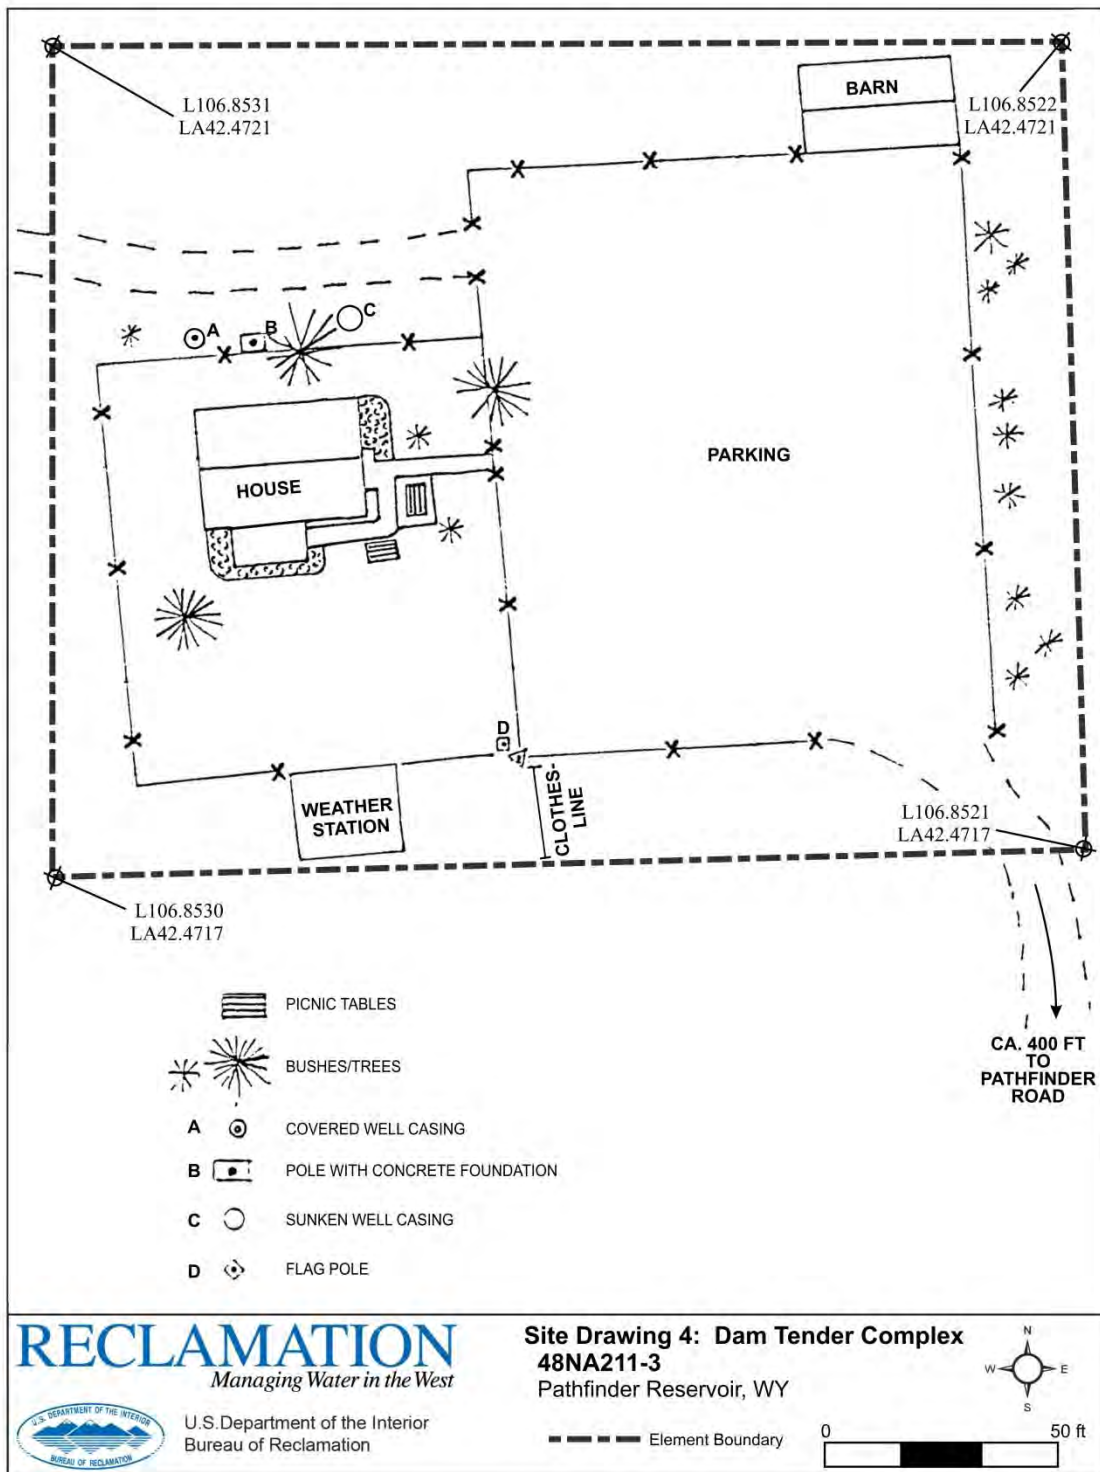 L106.8531
LA42.4721
BARN
L106.8522
LA42.4721
A
B
C
PARKING
HOUSE
D
WEATHER
STATION
CLOTHES-
LINE
L106.8521
LA42.4717
L106.8530
LA42.4717
CA. 400 FT
TO
PATHFINDER
ROAD
PICNIC TABLES
BUSHES/TREES
A COVERED WELL CASING
B POLE WITH CONCRETE FOUNDATION
C SUNKEN WELL CASING
D FLAG POLE
RECLAMATION
Managing Water in the West
U.S. DEPARTMENT OF THE INTERIOR
BUREAU OF RECLAMATION
U.S.Department of the Interior
Bureau of Reclamation
Site Drawing 4: Dam Tender Complex
48NA211-3
Pathfinder Reservoir, WY
Element Boundary
N
W E
S
0 50 ft